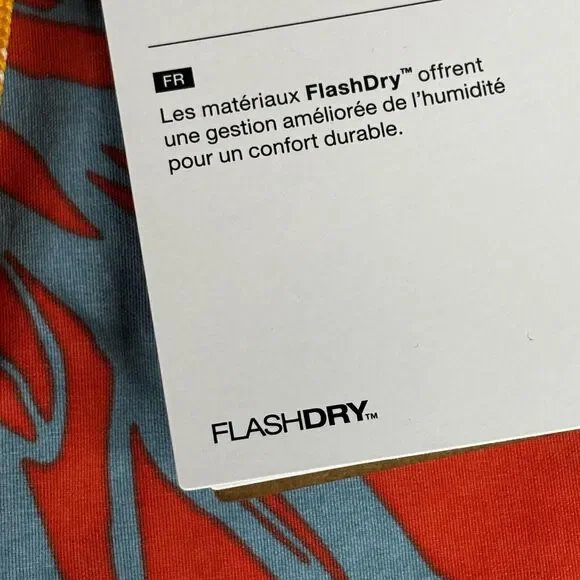 FR
Les matériaux FlashDry™ offrent
une gestion améliorée de l'humidité
pour un confort durable.
FLASHDRY™